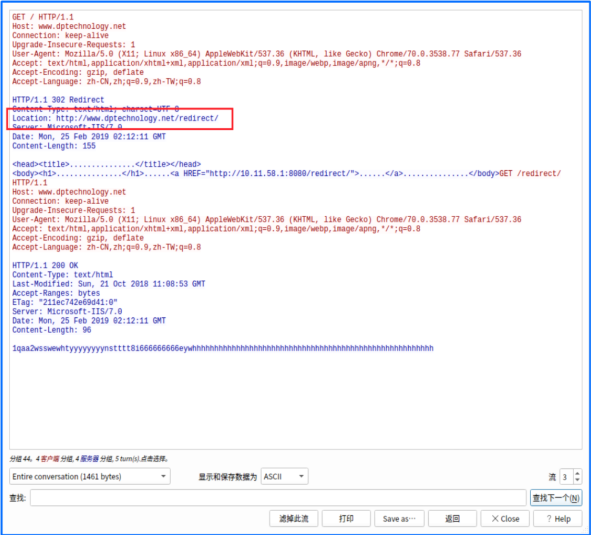 GET / HTTP/1.1
Host: www.dptechnology.net
Connection: keep-alive
Upgrade-Insecure-Requests: 1
User-Agent: Mozilla/5.0 (X11; Linux x86_64) AppleWebKit/537.36 (KHTML, like Gecko) Chrome/70.0.3538.77 Safari/537.36
Accept: text/html,application/xhtml+xml,application/xml;q=0.9,image/webp,image/apng,*/*;q=0.8
Accept-Encoding: gzip, deflate
Accept-Language: zh-CN,zh;q=0.9,zh-TW;q=0.8
HTTP/1.1 302 Redirect
Content-Type: text/html; charset=UTF-8
Location: http://www.dptechnology.net/redirect/
Server: Microsoft-IIS/7.0
Date: Mon, 25 Feb 2019 02:12:11 GMT
Content-Length: 155
<head><title>...............</title></head>
<body><h1>..............</h1>......<a HREF="http://10.11.58.1:8080/redirect/">......</a>...............</body>GET /redirect/
HTTP/1.1
Host: www.dptechnology.net
Connection: keep-alive
Upgrade-Insecure-Requests: 1
User-Agent: Mozilla/5.0 (X11; Linux x86_64) AppleWebKit/537.36 (KHTML, like Gecko) Chrome/70.0.3538.77 Safari/537.36
Accept: text/html,application/xhtml+xml,application/xml;q=0.9,image/webp,image/apng,*/*;q=0.8
Accept-Encoding: gzip, deflate
Accept-Language: zh-CN,zh;q=0.9,zh-TW;q=0.8
HTTP/1.1 200 OK
Content-Type: text/html
Last-Modified: Sun, 21 Oct 2018 11:08:53 GMT
Accept-Ranges: bytes
ETag: "211ec742e69d41:0"
Server: Microsoft-IIS/7.0
Date: Mon, 25 Feb 2019 02:12:11 GMT
Content-Length: 96
分组 44。4 客户端 分组, 4 服务器 分组, 5 turn(s).点击选择。
Entire conversation (1461 bytes) 显示和保存数据为 ASCII 流 3
查找: 查找下一个(N)
滤掉此流 打印 Save as… 返回 Close Help